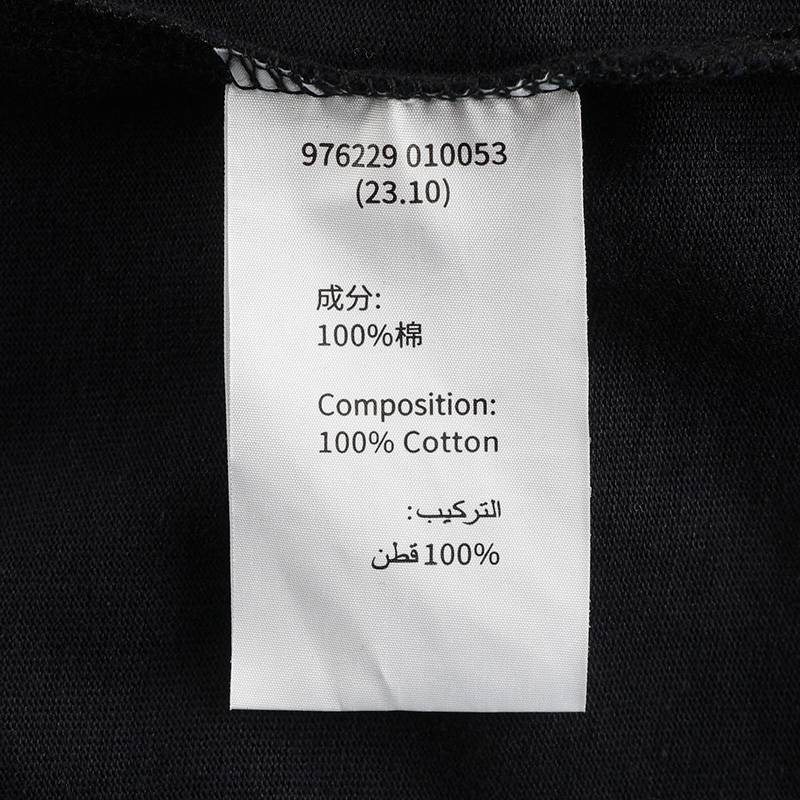 976229 010053
(23.10)
成分:
100%棉
Composition:
100% Cotton
التركيب:
100% قطن